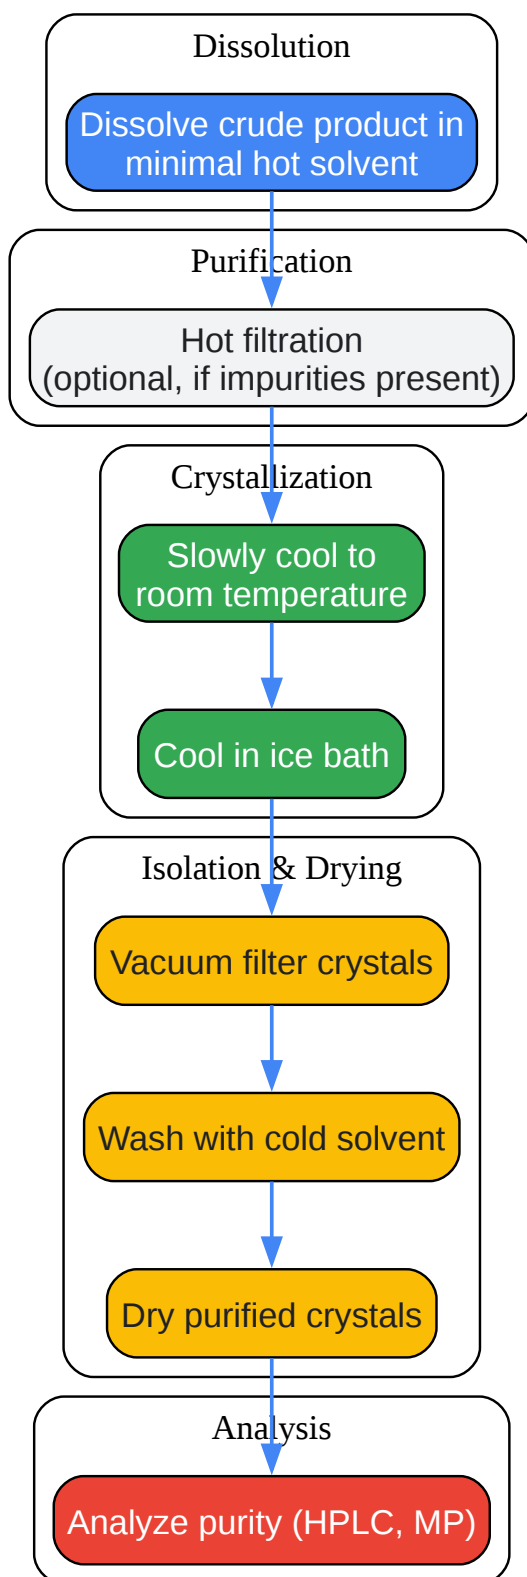 Dissolution
Dissolve crude product in
minimal hot solvent
Purification
Hot filtration
(optional, if impurities present)
Crystallization
Slowly cool to
room temperature
Cool in ice bath
Isolation & Drying
Vacuum filter crystals
Wash with cold solvent
Dry purified crystals
Analysis
Analyze purity (HPLC, MP)